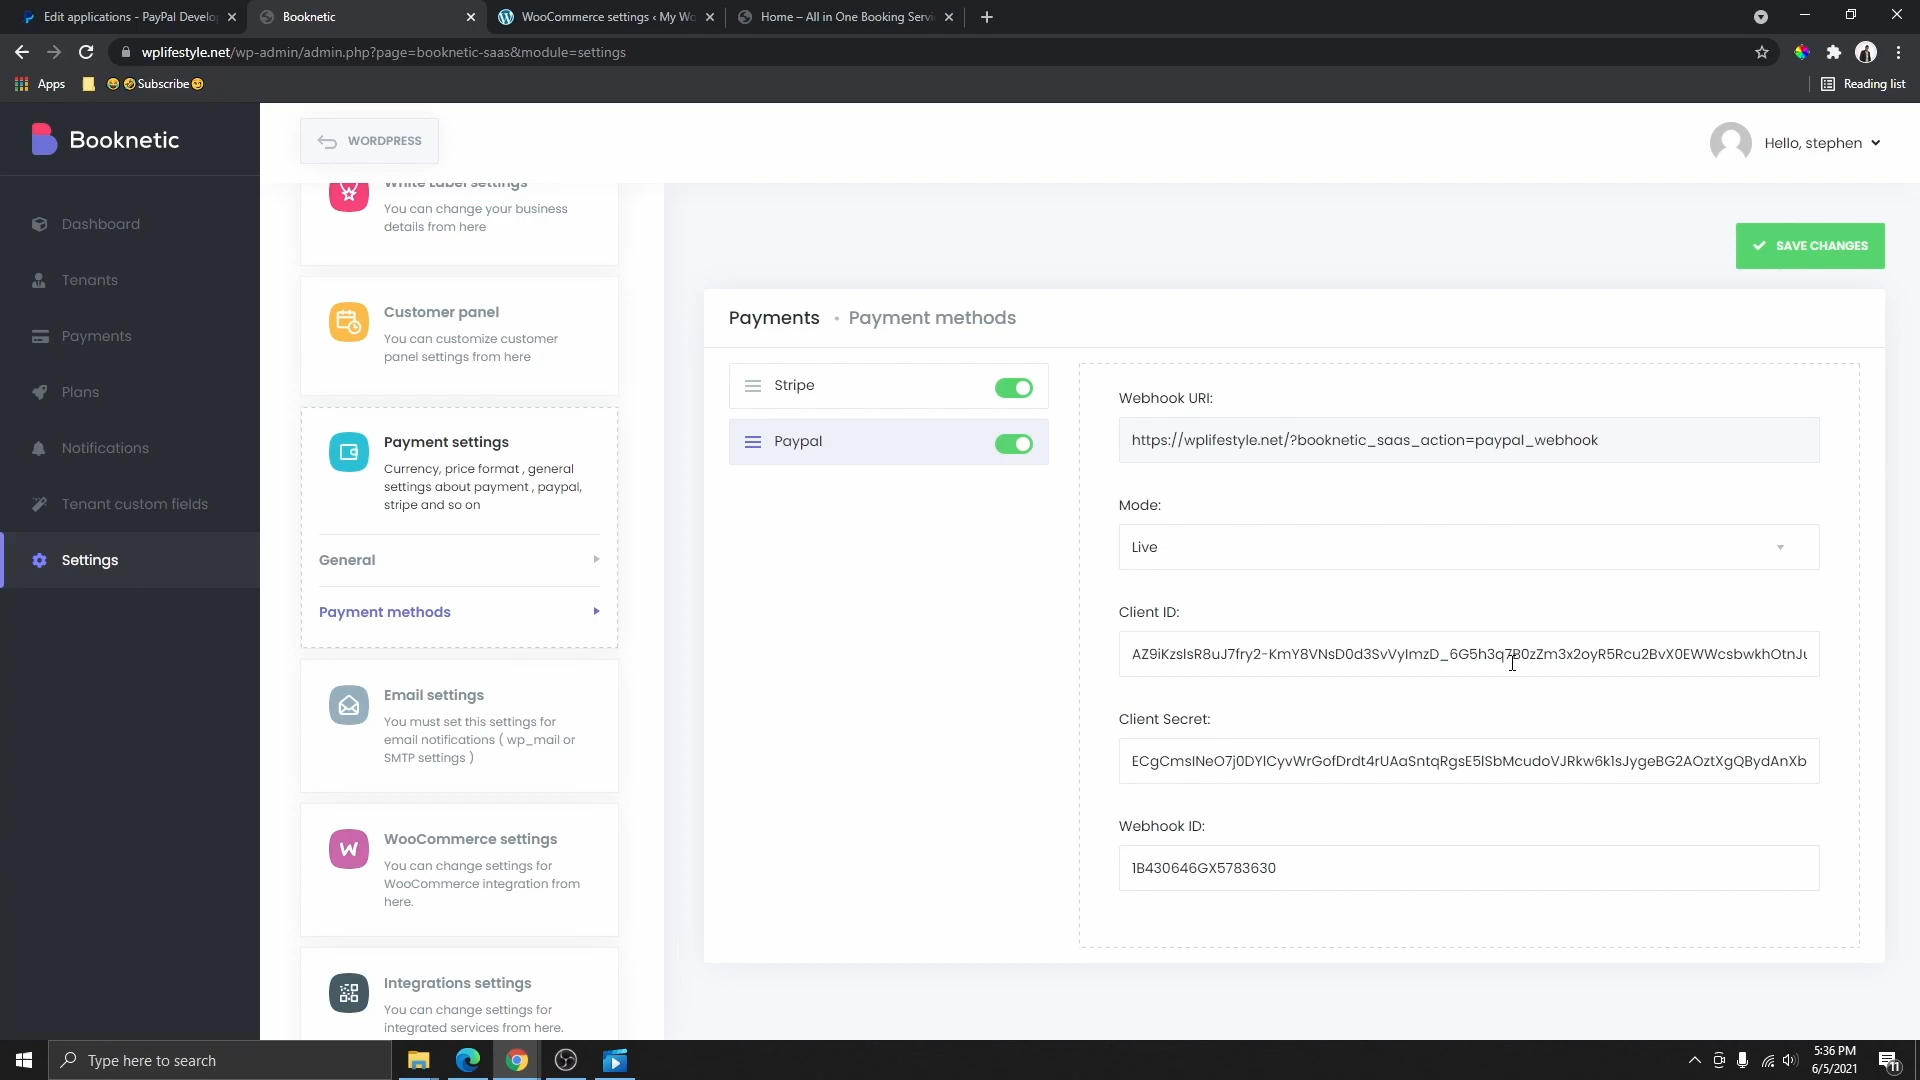 Edit applications - PayPal Develo
Booknetic
WooCommerce settings ‹ My Wo
Home – All in One Booking Servi
wplifestyle.net/wp-admin/admin.php?page=booknetic-saas&module=settings
Apps
😄🤣Subscribe😏
Reading list
Booknetic
WORDPRESS
Hello, stephen
Dashboard
Tenants
Payments
Plans
Notifications
Tenant custom fields
Settings
White Label settings
You can change your business
details from here
Customer panel
You can customize customer
panel settings from here
Payment settings
Currency, price format , general
settings about payment , paypal,
stripe and so on
General
Payment methods
Email settings
You must set this settings for
email notifications ( wp_mail or
SMTP settings )
WooCommerce settings
You can change settings for
WooCommerce integration from
here.
Integrations settings
You can change settings for
integrated services from here.
SAVE CHANGES
Payments • Payment methods
Stripe
Paypal
Webhook URI:
https://wplifestyle.net/?booknetic_saas_action=paypal_webhook
Mode:
Live
Client ID:
Client Secret:
Webhook ID:
1B430646GX5783630
Type here to search
5:36 PM
6/5/2021
11